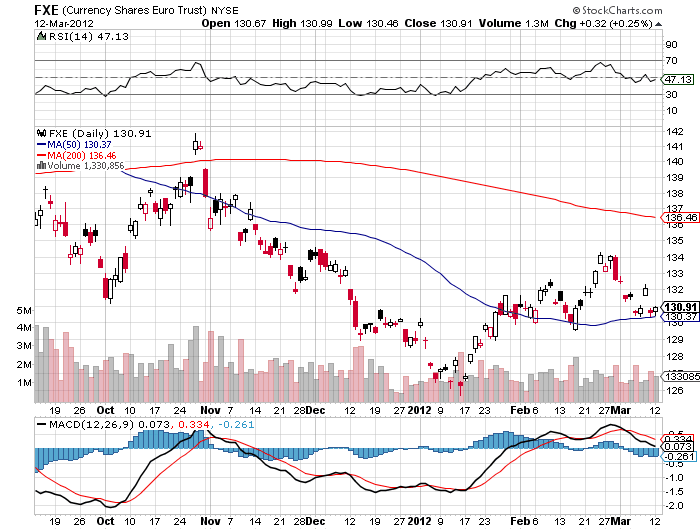 FXE (Currency Shares Euro Trust) NYSE © StockCharts.com
12-Mar-2012 Open 130.67 High 130.99 Low 130.46 Close 130.91 Volume 1.3M Chg +0.32 (+0.25%)
RSI(14) 47.13
90
70
50
47.13
30
10
FXE (Daily) 130.91
MA(50) 130.37
MA(200) 136.46
Volume 1,330,856
142
141
140
139
138
137
136.46
136
135
134
133
132
131
130.91
130.37
129
128
127
126
5M
4M
3M
2M
1M
133085
19 26 Oct 10 17 24 Nov 7 14 21 28 Dec 12 19 27 2012 9 17 23 Feb 6 13 21 27 Mar 12
MACD(12,26,9) 0.073, 0.334, -0.261
0.5
0.334
0.073
-0.261
-0.5
-1.0
-1.5
-2.0
19 26 Oct 10 17 24 Nov 7 14 21 28 Dec 12 19 27 2012 9 17 23 Feb 6 13 21 27 Mar 12